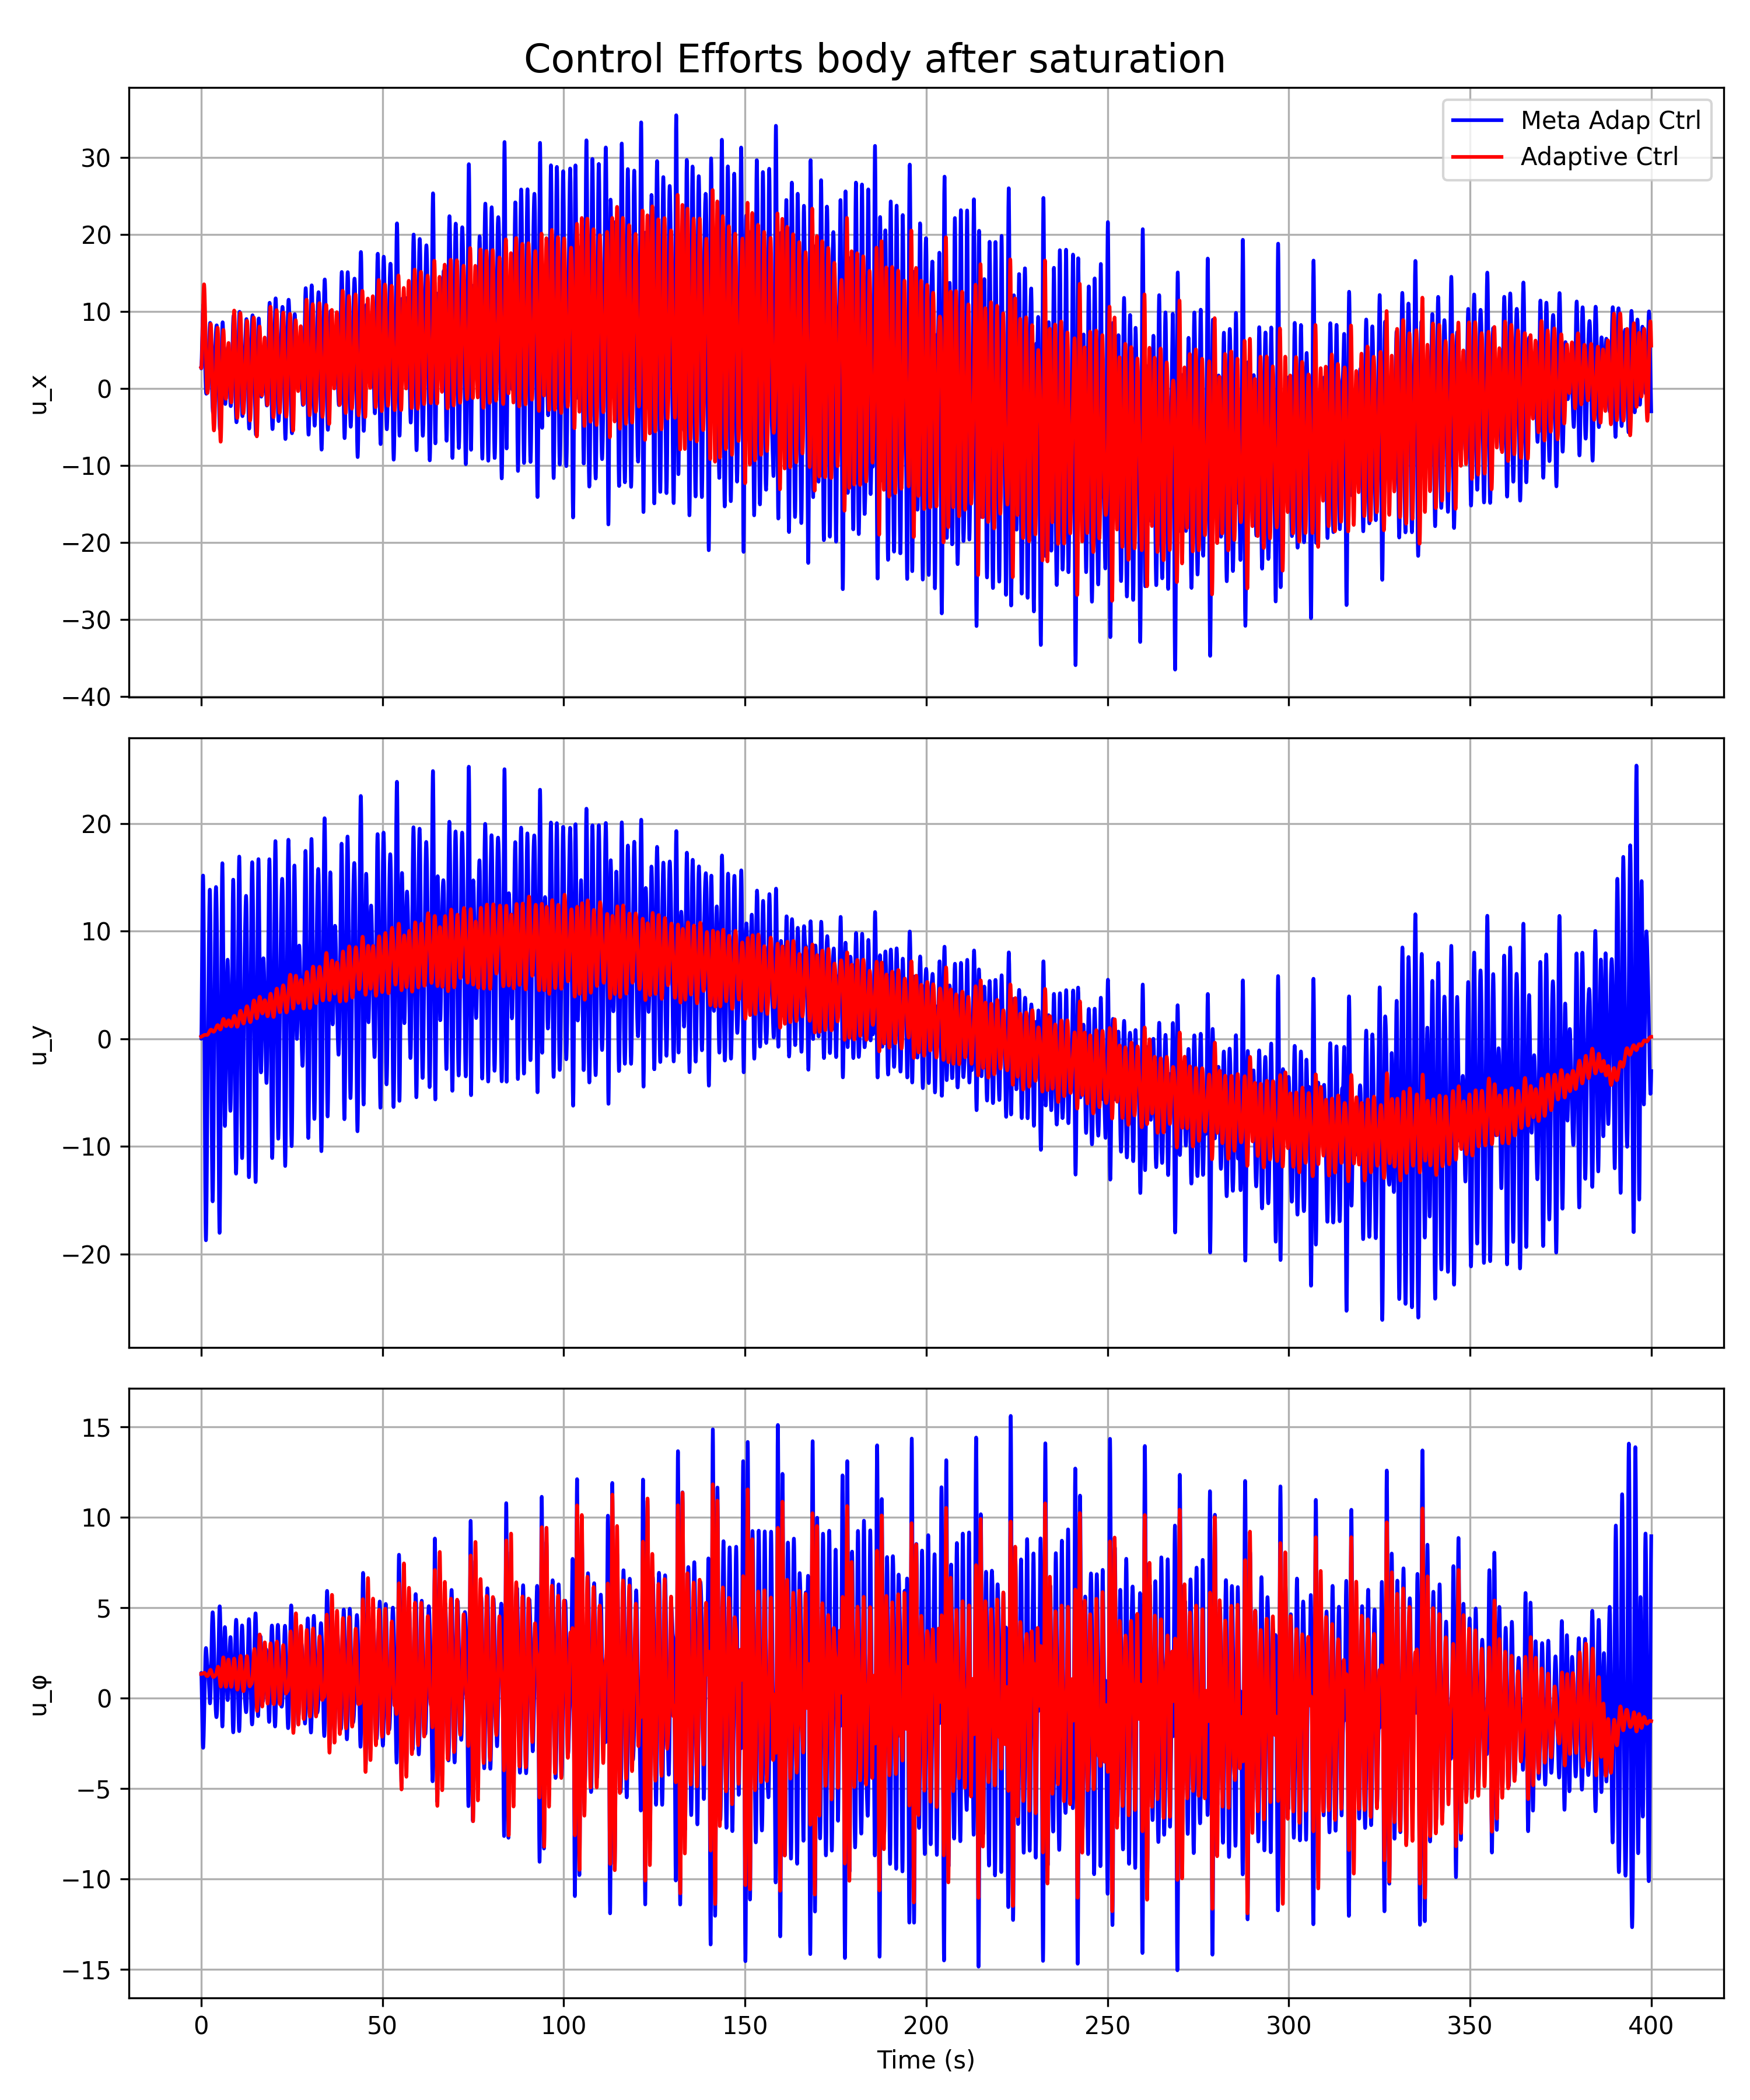 Control Efforts body after saturation
Meta Adap Ctrl
Adaptive Ctrl
30
20
10
0
−10
−20
−30
−40
u_x
20
10
0
−10
−20
u_y
15
10
5
0
−5
−10
−15
u_φ
0 50 100 150 200 250 300 350 400
Time (s)